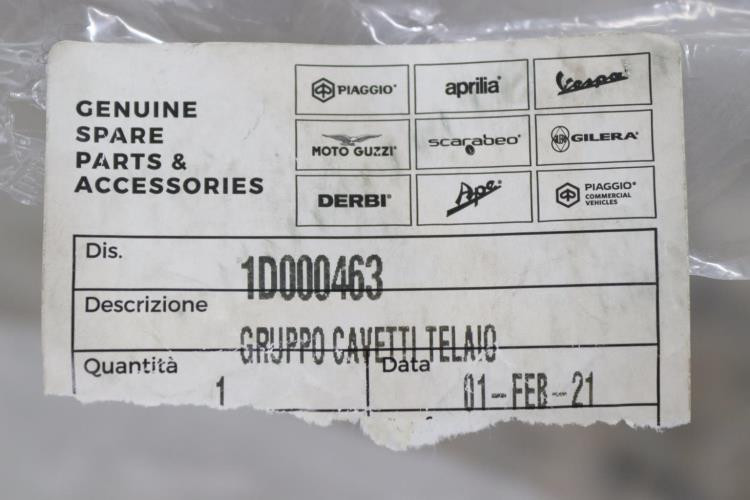 GENUINE
SPARE
PARTS &
ACCESSORIES
PIAGGIO®
aprilia®
Vespa
MOTO GUZZI®
scarabeo®
GILERA®
DERBI®
Ape®
PIAGGIO®
COMMERCIAL
VEHICLES
Dis.
1D000463
Descrizione
GRUPPO CAVETTI TELAIO
Quantità
1
Data
01-FEB-21